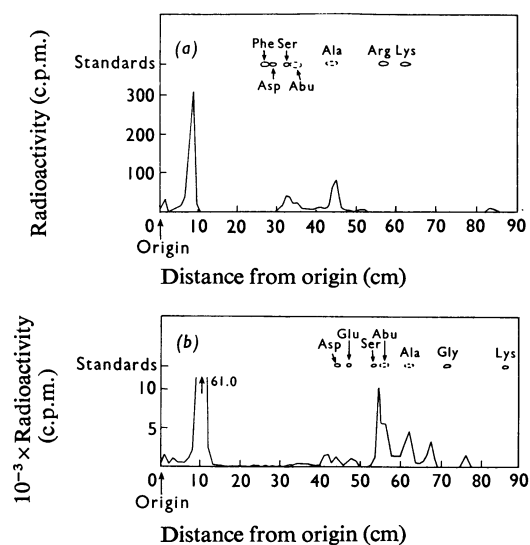 (a)
Phe Ser Ala Arg Lys
Standards
Asp Abu
Radioactivity (c.p.m.)
300
200
100
0 10 20 30 40 50 60 70 80 90
Origin
Distance from origin (cm)
(b)
Glu Abu
Asp Ser Ala Gly Lys
Standards
10⁻³ × Radioactivity
(c.p.m.)
10
61.0
5
0 10 20 30 40 50 60 70 80 90
Origin
Distance from origin (cm)